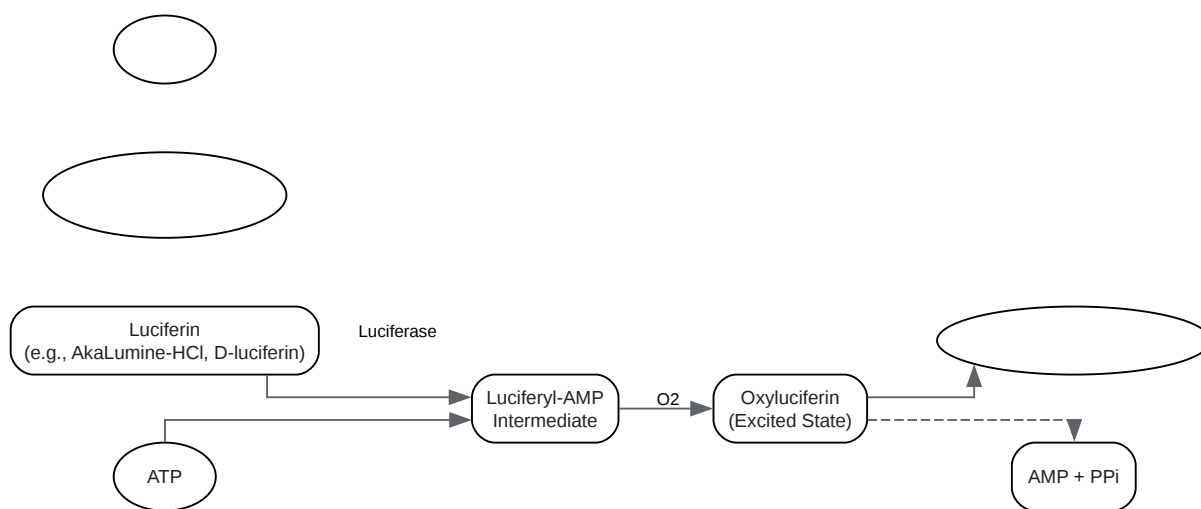 Luciferin
(e.g., AkaLumine-HCl, D-luciferin)
Luciferase
Luciferyl-AMP
Intermediate
O2
Oxyluciferin
(Excited State)
ATP
AMP + PPi